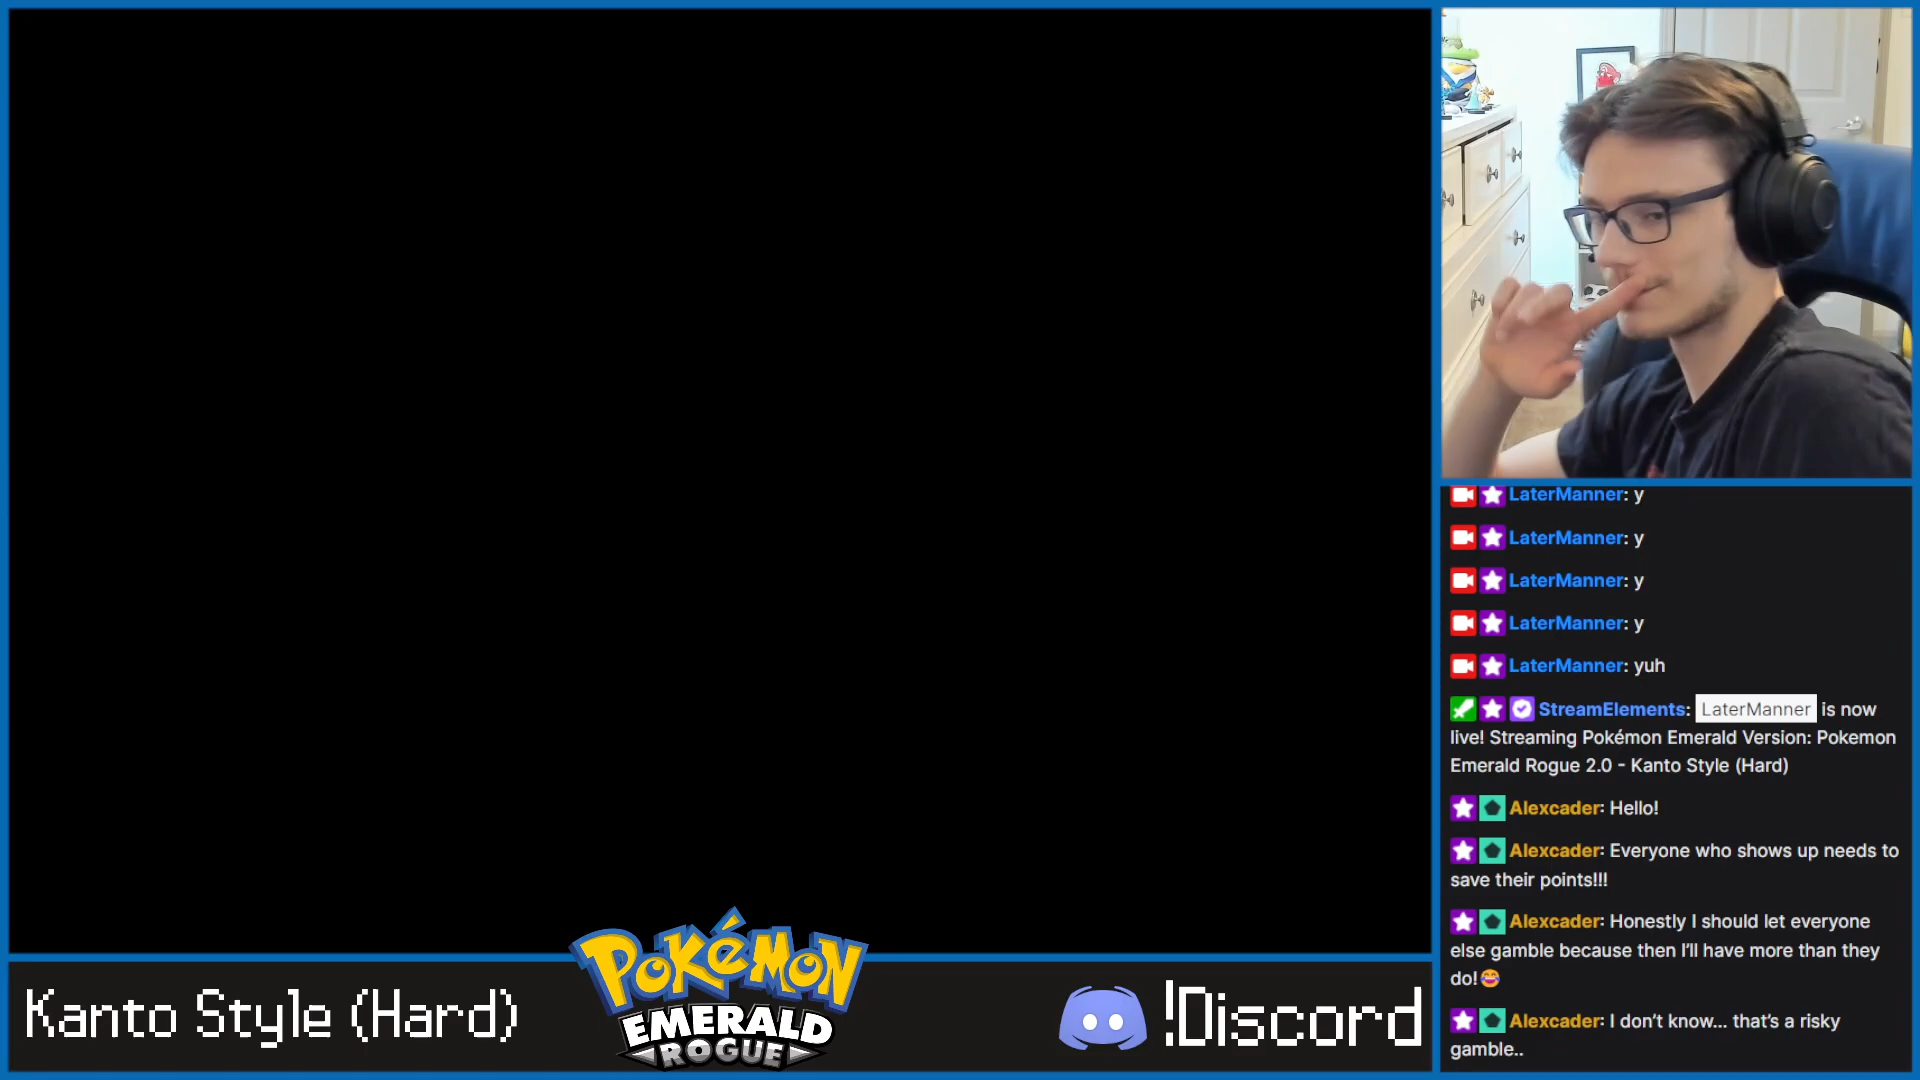 LaterManner: y
LaterManner: y
LaterManner: y
LaterManner: y
LaterManner: yuh
StreamElements: LaterManner is now
live! Streaming Pokémon Emerald Version: Pokemon
Emerald Rogue 2.0 - Kanto Style (Hard)
Alexcader: Hello!
Alexcader: Everyone who shows up needs to
save their points!!!
Alexcader: Honestly I should let everyone
else gamble because then I'll have more than they
do!😂
Alexcader: I don't know... that's a risky
gamble..
Kanto Style (Hard)
POKéMON
EMERALD
ROGUE
!Discord